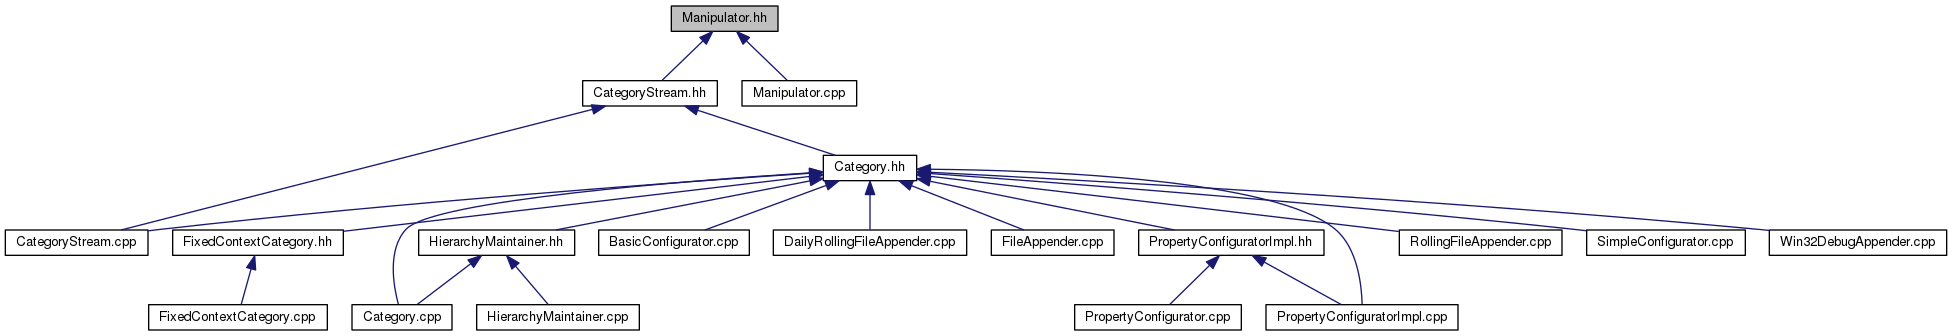 Manipulator.hh
CategoryStream.hh
Manipulator.cpp
Category.hh
CategoryStream.cpp
FixedContextCategory.hh
HierarchyMaintainer.hh
BasicConfigurator.cpp
DailyRollingFileAppender.cpp
FileAppender.cpp
PropertyConfiguratorImpl.hh
RollingFileAppender.cpp
SimpleConfigurator.cpp
Win32DebugAppender.cpp
FixedContextCategory.cpp
Category.cpp
HierarchyMaintainer.cpp
PropertyConfigurator.cpp
PropertyConfiguratorImpl.cpp